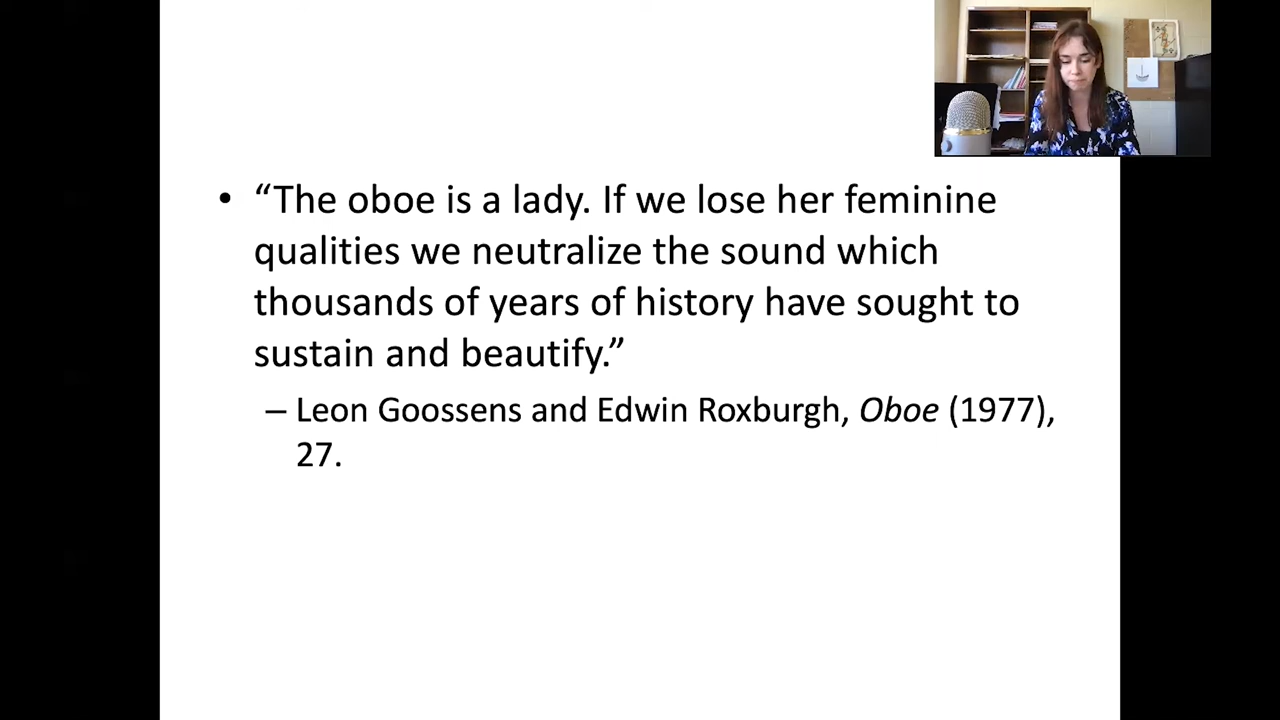 • “The oboe is a lady. If we lose her feminine
qualities we neutralize the sound which
thousands of years of history have sought to
sustain and beautify.”
– Leon Goossens and Edwin Roxburgh, Oboe (1977),
27.